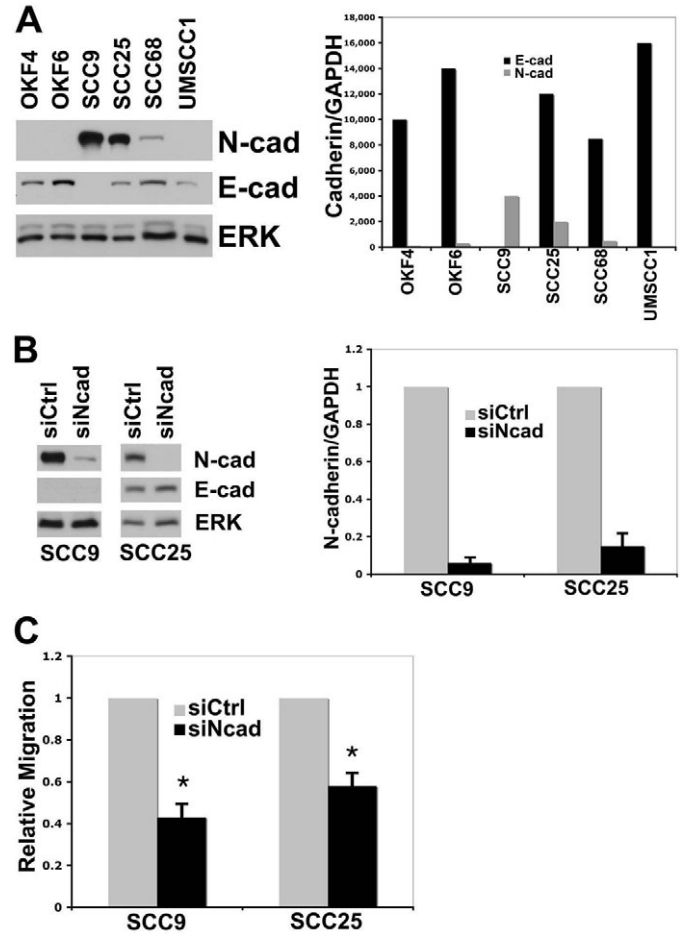 A
OKF4
OKF6
SCC9
SCC25
SCC68
UMSCC1
N-cad
E-cad
ERK
Cadherin/GAPDH
18,000
16,000
14,000
12,000
10,000
8,000
6,000
4,000
2,000
0
E-cad
N-cad
OKF4
OKF6
SCC9
SCC25
SCC68
UMSCC1
B
siCtrl
siNcad
siCtrl
siNcad
N-cad
E-cad
ERK
SCC9
SCC25
N-cadherin/GAPDH
1.2
1
0.8
0.6
0.4
0.2
0
siCtrl
siNcad
SCC9
SCC25
C
Relative Migration
1.2
1
0.8
0.6
0.4
0.2
0
siCtrl
siNcad
*
*
SCC9
SCC25